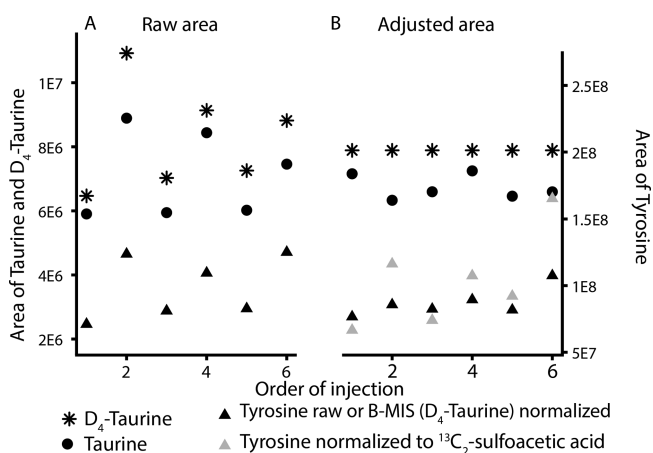 A Raw area
B Adjusted area
Area of Taurine and D4-Taurine
1E7
8E6
6E6
4E6
2E6
2.5E8
2E8
1.5E8
1E8
5E7
Area of Tyrosine
2 4 6
2 4 6
Order of injection
D4-Taurine
Taurine
Tyrosine raw or B-MIS (D4-Taurine) normalized
Tyrosine normalized to 13C2-sulfoacetic acid